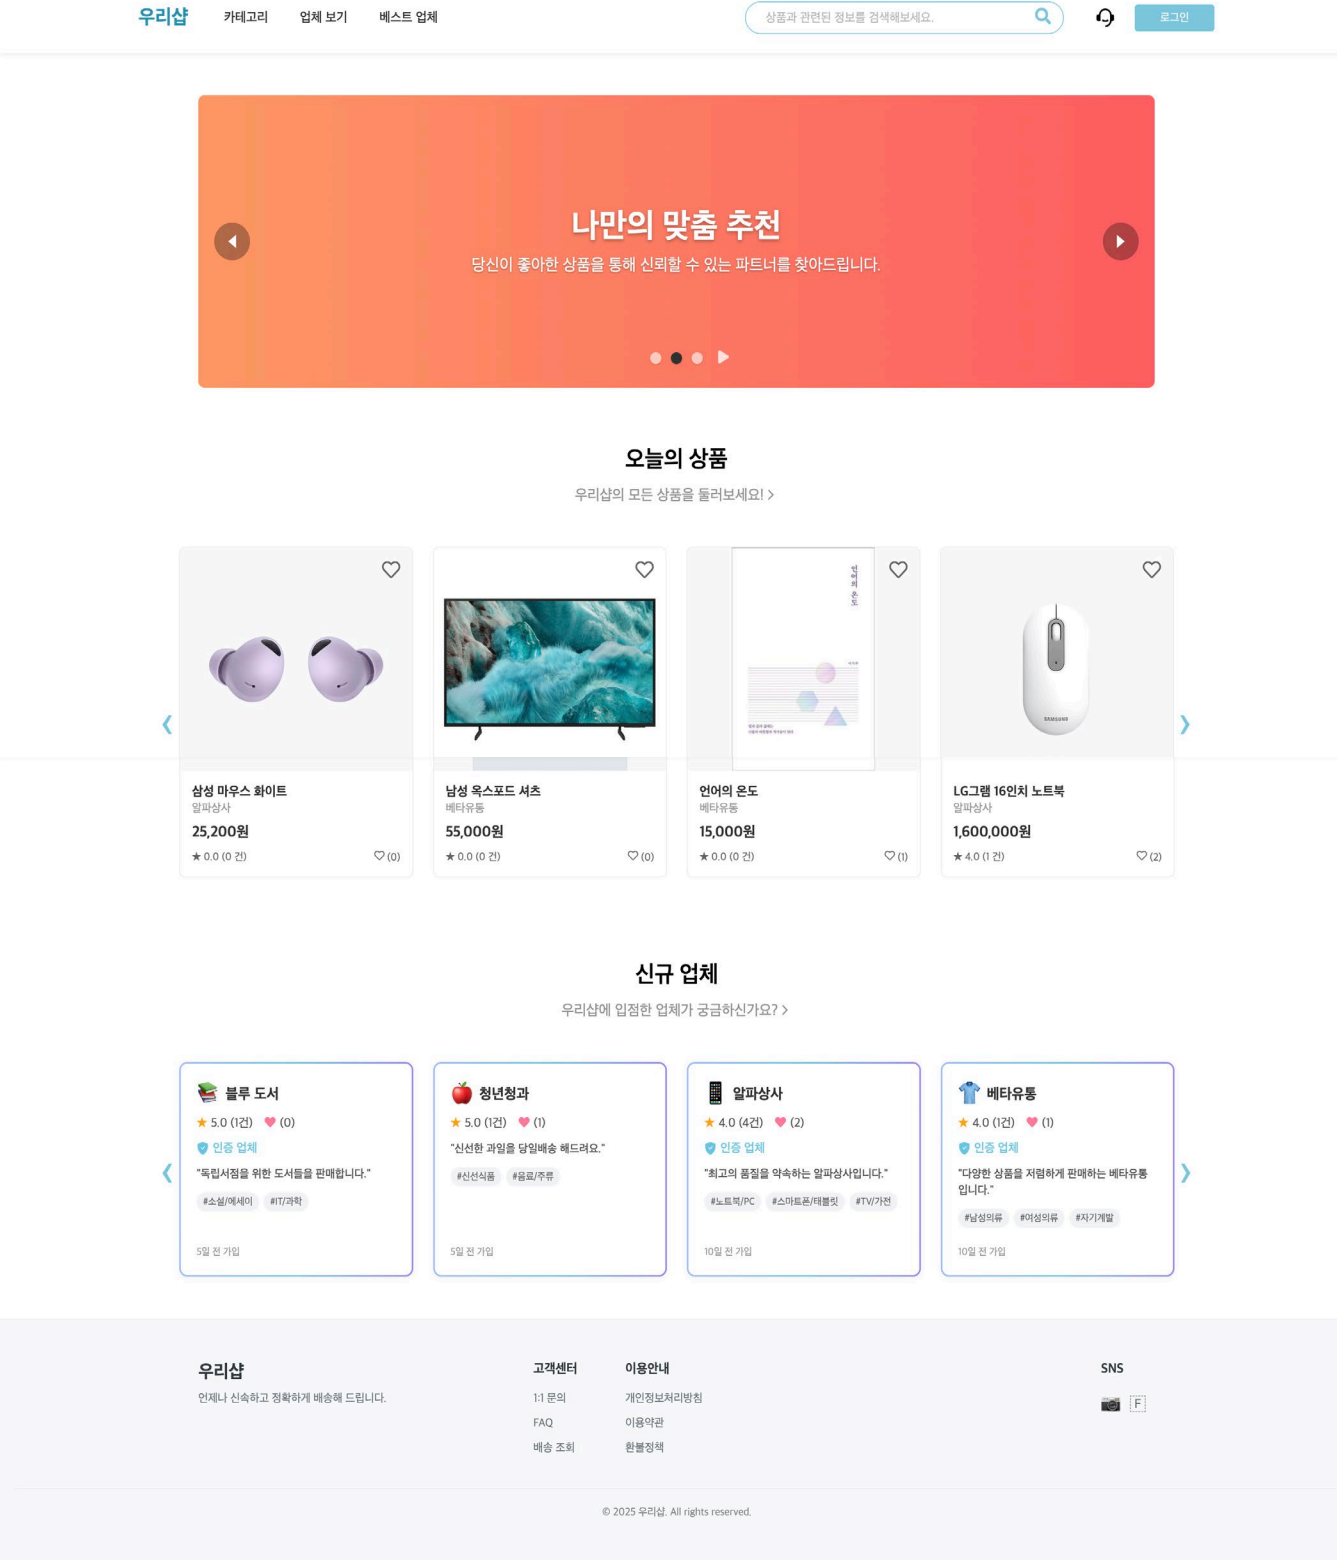 우리샵
카테고리
업체 보기
베스트 업체
상품과 관련된 정보를 검색해보세요.
로그인
나만의 맞춤 추천
당신이 좋아한 상품을 통해 신뢰할 수 있는 파트너를 찾아드립니다.
오늘의 상품
우리샵의 모든 상품을 둘러보세요! >
언어의 온도
SAMSUNG
삼성 마우스 화이트
알파상사
25,200원
★ 0.0 (0 건) ♡ (0)
남성 옥스포드 셔츠
베타유통
55,000원
★ 0.0 (0 건) ♡ (0)
언어의 온도
베타유통
15,000원
★ 0.0 (0 건) ♡ (1)
LG그램 16인치 노트북
알파상사
1,600,000원
★ 4.0 (1 건) ♡ (2)
신규 업체
우리샵에 입점한 업체가 궁금하신가요? >
블루 도서
★ 5.0 (1건) ♥ (0)
인증 업체
"독립서점을 위한 도서들을 판매합니다."
#소설/에세이 #IT/과학
5일 전 가입
청년청과
★ 5.0 (1건) ♥ (1)
"신선한 과일을 당일배송 해드려요."
#신선식품 #음료/주류
5일 전 가입
알파상사
★ 4.0 (4건) ♥ (2)
인증 업체
"최고의 품질을 약속하는 알파상사입니다."
#노트북/PC #스마트폰/태블릿 #TV/가전
10일 전 가입
베타유통
★ 4.0 (1건) ♥ (1)
인증 업체
"다양한 상품을 저렴하게 판매하는 베타유통
입니다."
#남성의류 #여성의류 #자기계발
10일 전 가입
우리샵
언제나 신속하고 정확하게 배송해 드립니다.
고객센터
1:1 문의
FAQ
배송 조회
이용안내
개인정보처리방침
이용약관
환불정책
SNS
F
© 2025 우리샵. All rights reserved.